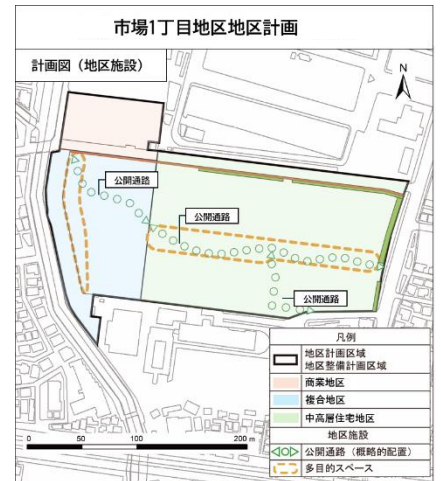 市場1丁目地区地区計画
計画図（地区施設）
N
公開通路
公開通路
公開通路
凡例
地区計画区域
地区整備計画区域
商業地区
複合地区
中高層住宅地区
地区施設
公開通路（概略的配置）
多目的スペース
0 50 100 200 m